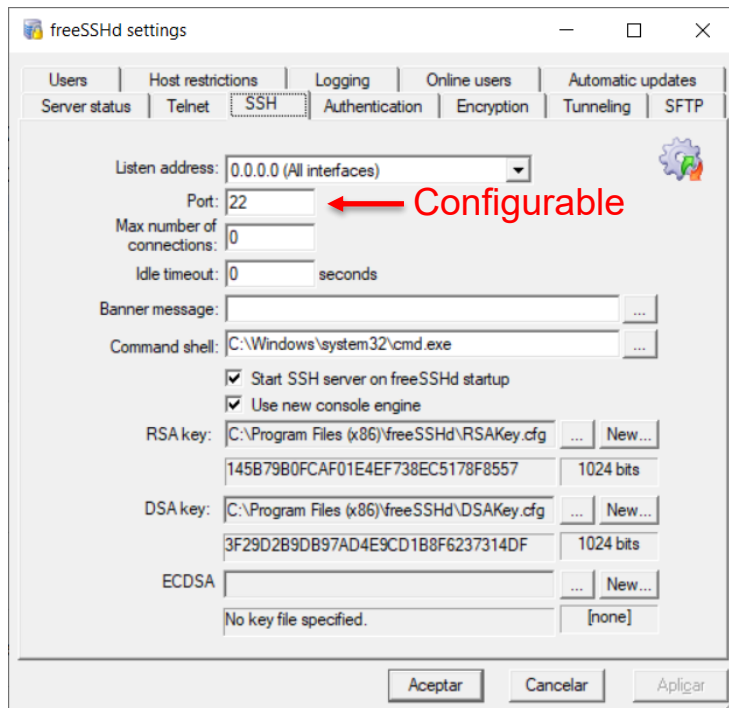 freeSSHd settings
Users Host restrictions Logging Online users Automatic updates
Server status Telnet SSH Authentication Encryption Tunneling SFTP
Listen address: 0.0.0.0 (All interfaces)
Port: 22 Configurable
Max number of
connections: 0
Idle timeout: 0 seconds
Banner message: ...
Command shell: C:\Windows\system32\cmd.exe ...
Start SSH server on freeSSHd startup
Use new console engine
RSA key: C:\Program Files (x86)\freeSSHd\RSAKey.cfg ... New...
145B79B0FCAF01E4EF738EC5178F8557 1024 bits
DSA key: C:\Program Files (x86)\freeSSHd\DSAKey.cfg ... New...
3F29D2B9DB97AD4E9CD1B8F6237314DF 1024 bits
ECDSA ... New...
No key file specified. [none]
Aceptar Cancelar Aplicar